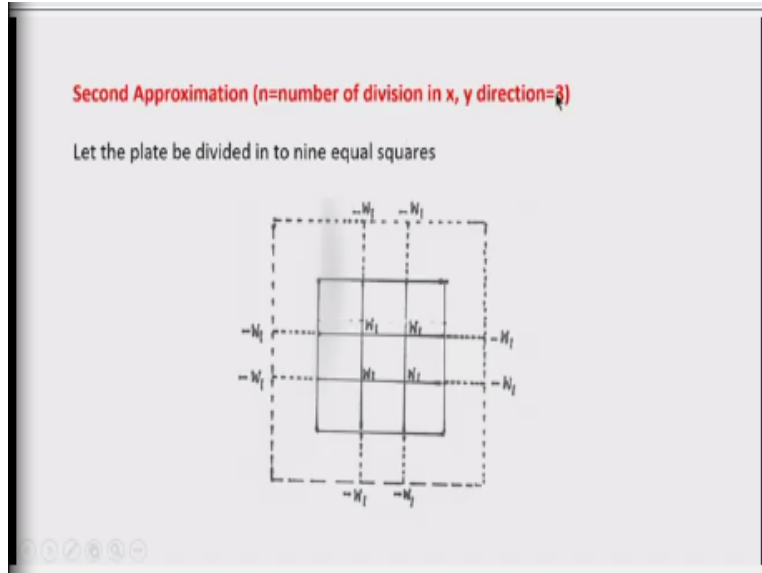 Second Approximation (n=number of division in x, y direction=3)
Let the plate be divided in to nine equal squares
-W₁ -W₁
-W₁ W₁ W₁ -W₁
-W₁ W₁ W₁ -W₁
-W₁ -W₁